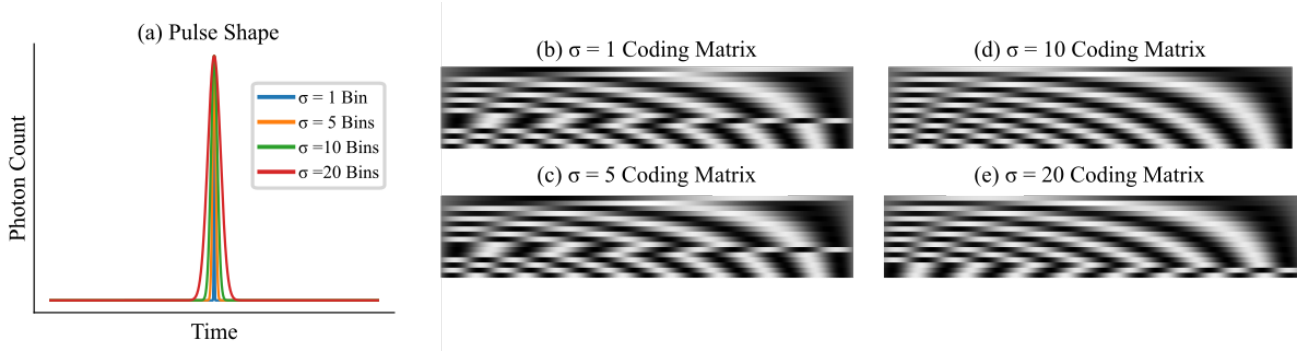 (a) Pulse Shape
Photon Count
σ = 1 Bin
σ = 5 Bins
σ =10 Bins
σ =20 Bins
Time
(b) σ = 1 Coding Matrix
(c) σ = 5 Coding Matrix
(d) σ = 10 Coding Matrix
(e) σ = 20 Coding Matrix